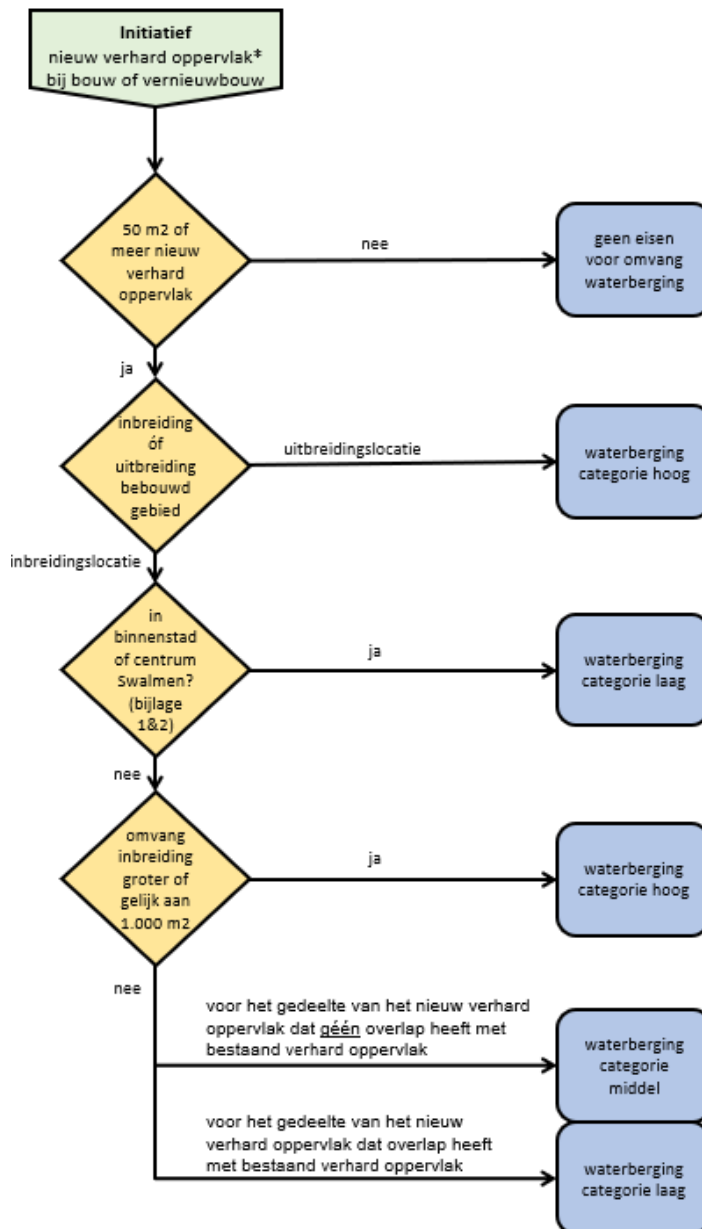 Initiatief
nieuw verhard oppervlak*
bij bouw of vernieuwbouw
50 m2 of
meer nieuw
verhard
oppervlak
nee
geen eisen
voor omvang
waterberging
ja
inbreiding
óf
uitbreiding
bebouwd
gebied
uitbreidingslocatie
waterberging
categorie hoog
inbreidingslocatie
in
binnenstad
of centrum
Swalmen?
(bijlage
1&2)
ja
waterberging
categorie laag
nee
omvang
inbreiding
groter of
gelijk aan
1.000 m2
ja
waterberging
categorie hoog
nee
voor het gedeelte van het nieuw verhard
oppervlak dat géén overlap heeft met
bestaand verhard oppervlak
waterberging
categorie
middel
voor het gedeelte van het nieuw
verhard oppervlak dat overlap heeft
met bestaand verhard oppervlak
waterberging
categorie laag